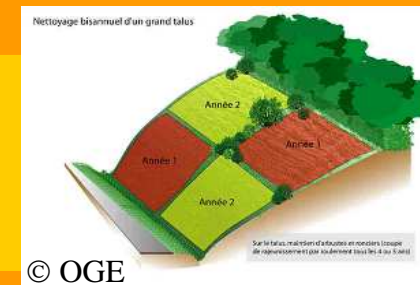 Nettoyage bisannuel d'un grand talus
Année 2
Année 1
Année 1
Année 2
Sur le talus, maintien d'arbustes et ronciers (coupe
de rajeunissement par roulement tous les 4 ou 5 ans)
© OGE